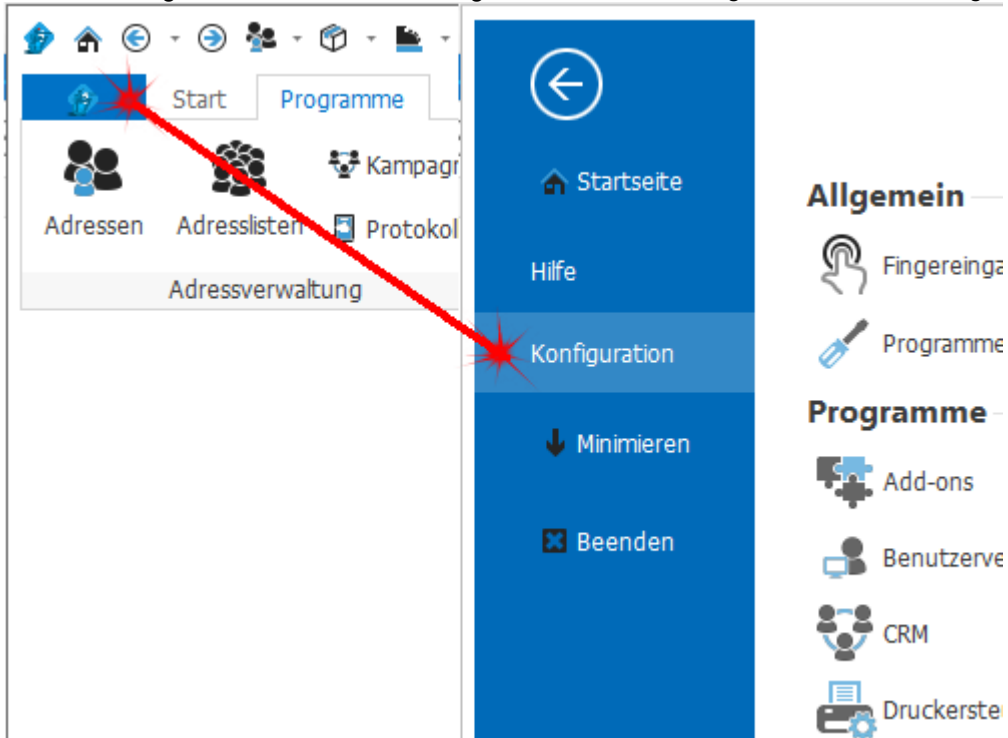 Start Programme
Kampagn
Adressen Adresslisten Protokol
Adressverwaltung
Startseite
Hilfe
Konfiguration
Minimieren
Beenden
Allgemein
Fingereinga
Programme
Programme
Add-ons
Benutzerve
CRM
Druckersteu